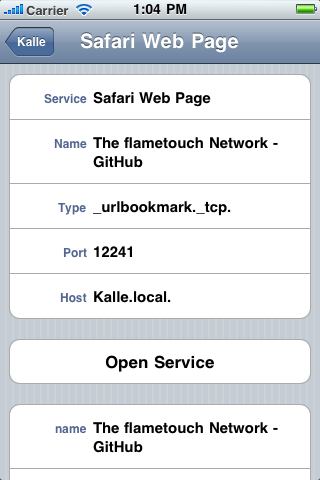 Carrier 1:04 PM
Kalle Safari Web Page
Service Safari Web Page
Name The flametouch Network -
GitHub
Type _urlbookmark._tcp.
Port 12241
Host Kalle.local.
Open Service
name The flametouch Network -
GitHub